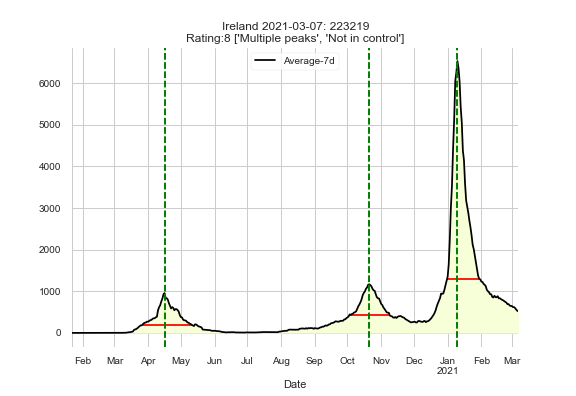 Ireland 2021-03-07: 223219
Rating:8 ['Multiple peaks', 'Not in control']
Average-7d
6000
5000
4000
3000
2000
1000
0
Feb Mar Apr May Jun Jul Aug Sep Oct Nov Dec Jan Feb Mar
2021
Date